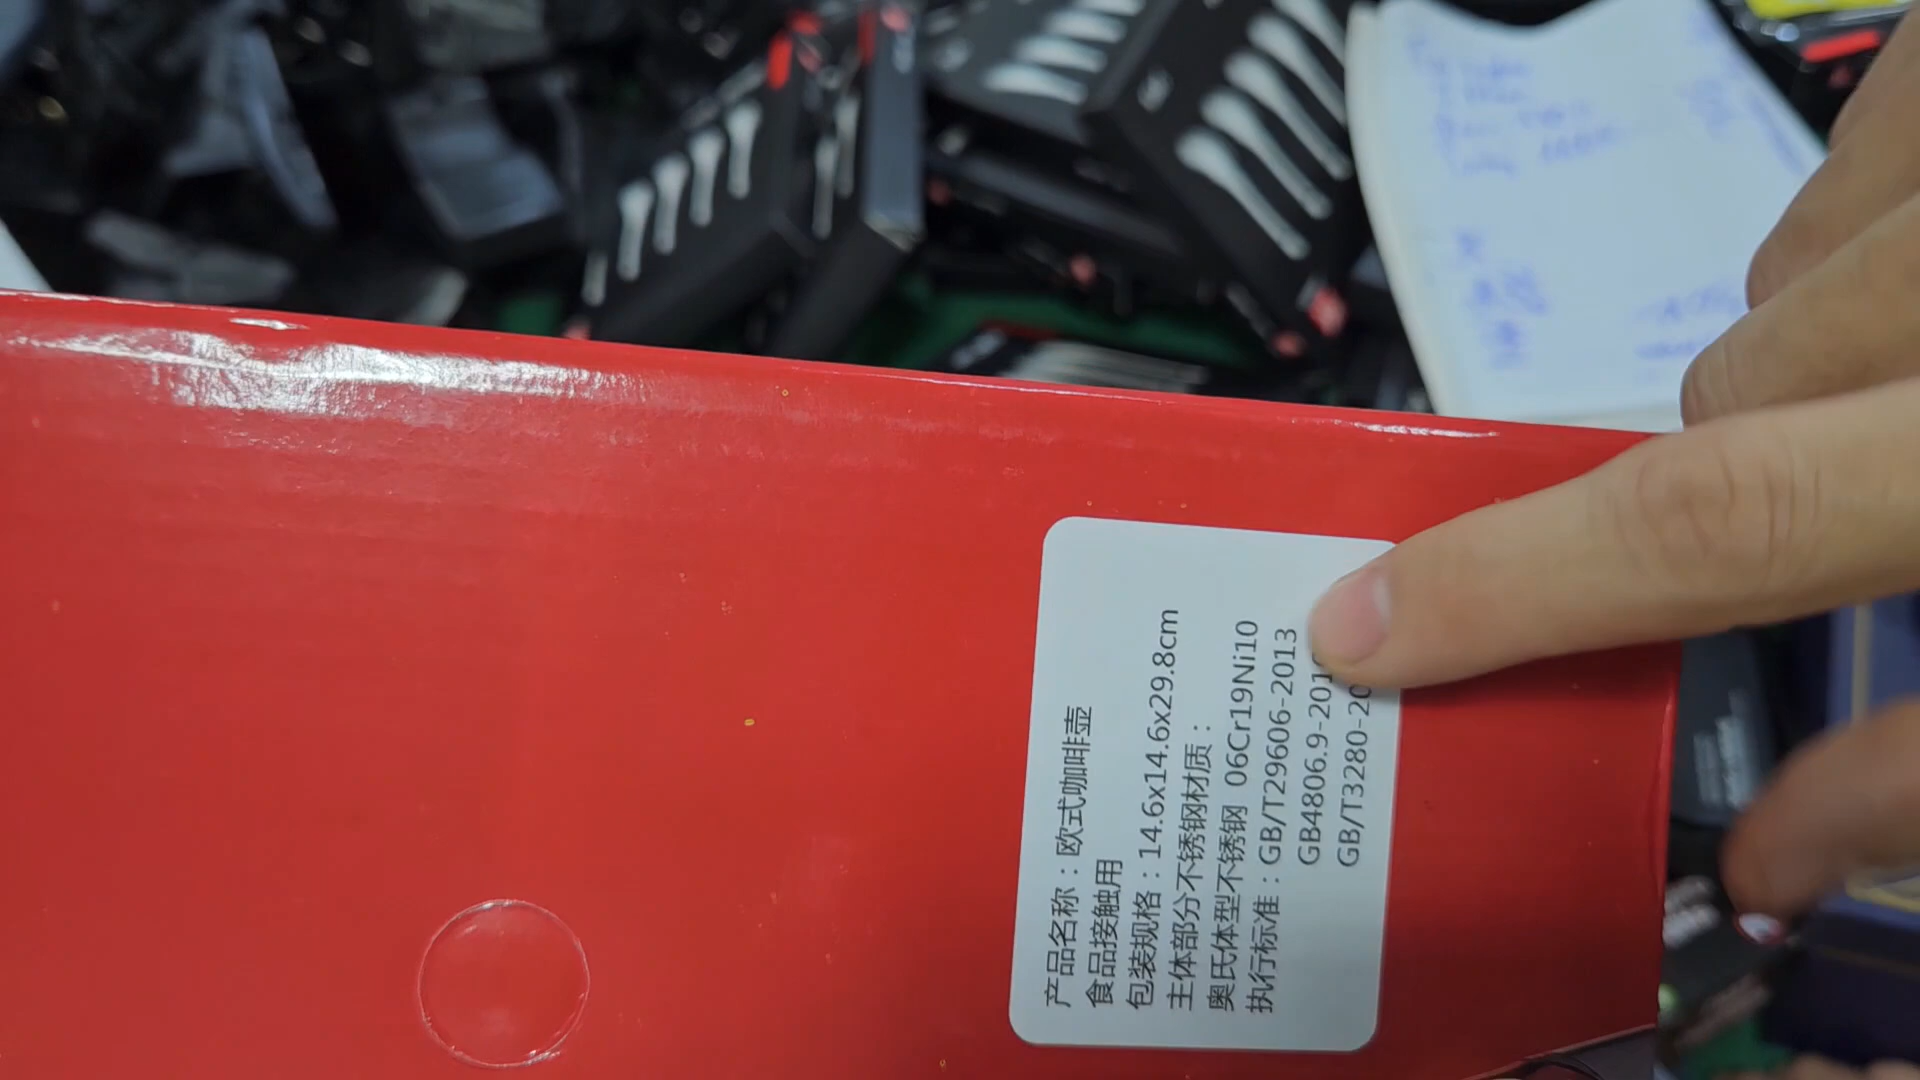 产品名称：欧式咖啡壶
食品接触用
包装规格：14.6x14.6x29.8cm
主体部分不锈钢材质：
奥氏体型不锈钢 06Cr19Ni10
执行标准：GB/T29606-2013
GB4806.9-201
GB/T3280-20